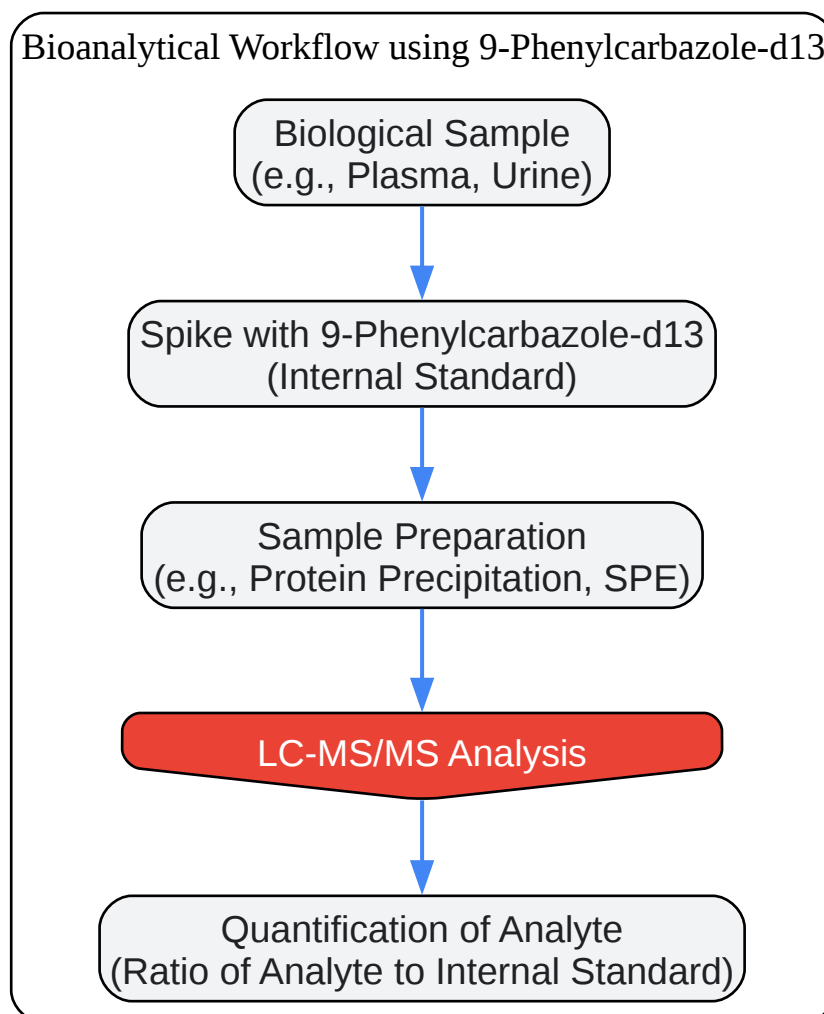 Bioanalytical Workflow using 9-Phenylcarbazole-d13
Biological Sample
(e.g., Plasma, Urine)
Spike with 9-Phenylcarbazole-d13
(Internal Standard)
Sample Preparation
(e.g., Protein Precipitation, SPE)
LC-MS/MS Analysis
Quantification of Analyte
(Ratio of Analyte to Internal Standard)